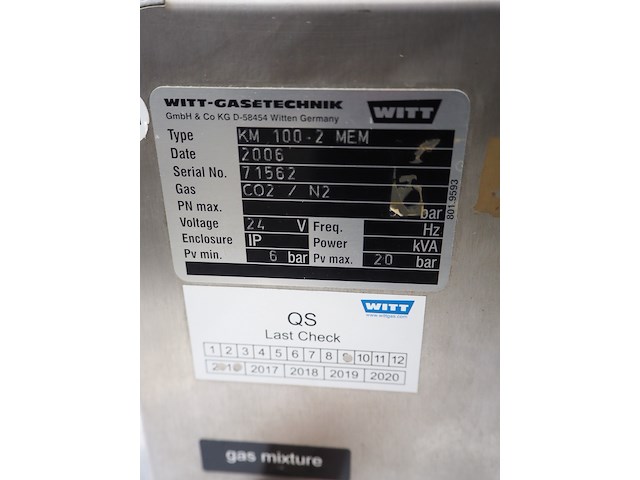 WITT-GASETECHNIK WITT
GmbH & Co KG D-58454 Witten Germany
Type KM 100-2 MEM
Date 2006
Serial No. 71562
Gas CO2 / N2
PN max. bar
Voltage 24 V Freq. Hz
Enclosure IP Power kVA
Pv min. 6 bar Pv max. 20 bar
801.9593
WITT
www.wittgas.com
QS
Last Check
1 2 3 4 5 6 7 8 10 11 12
2017 2018 2019 2020
gas mixture